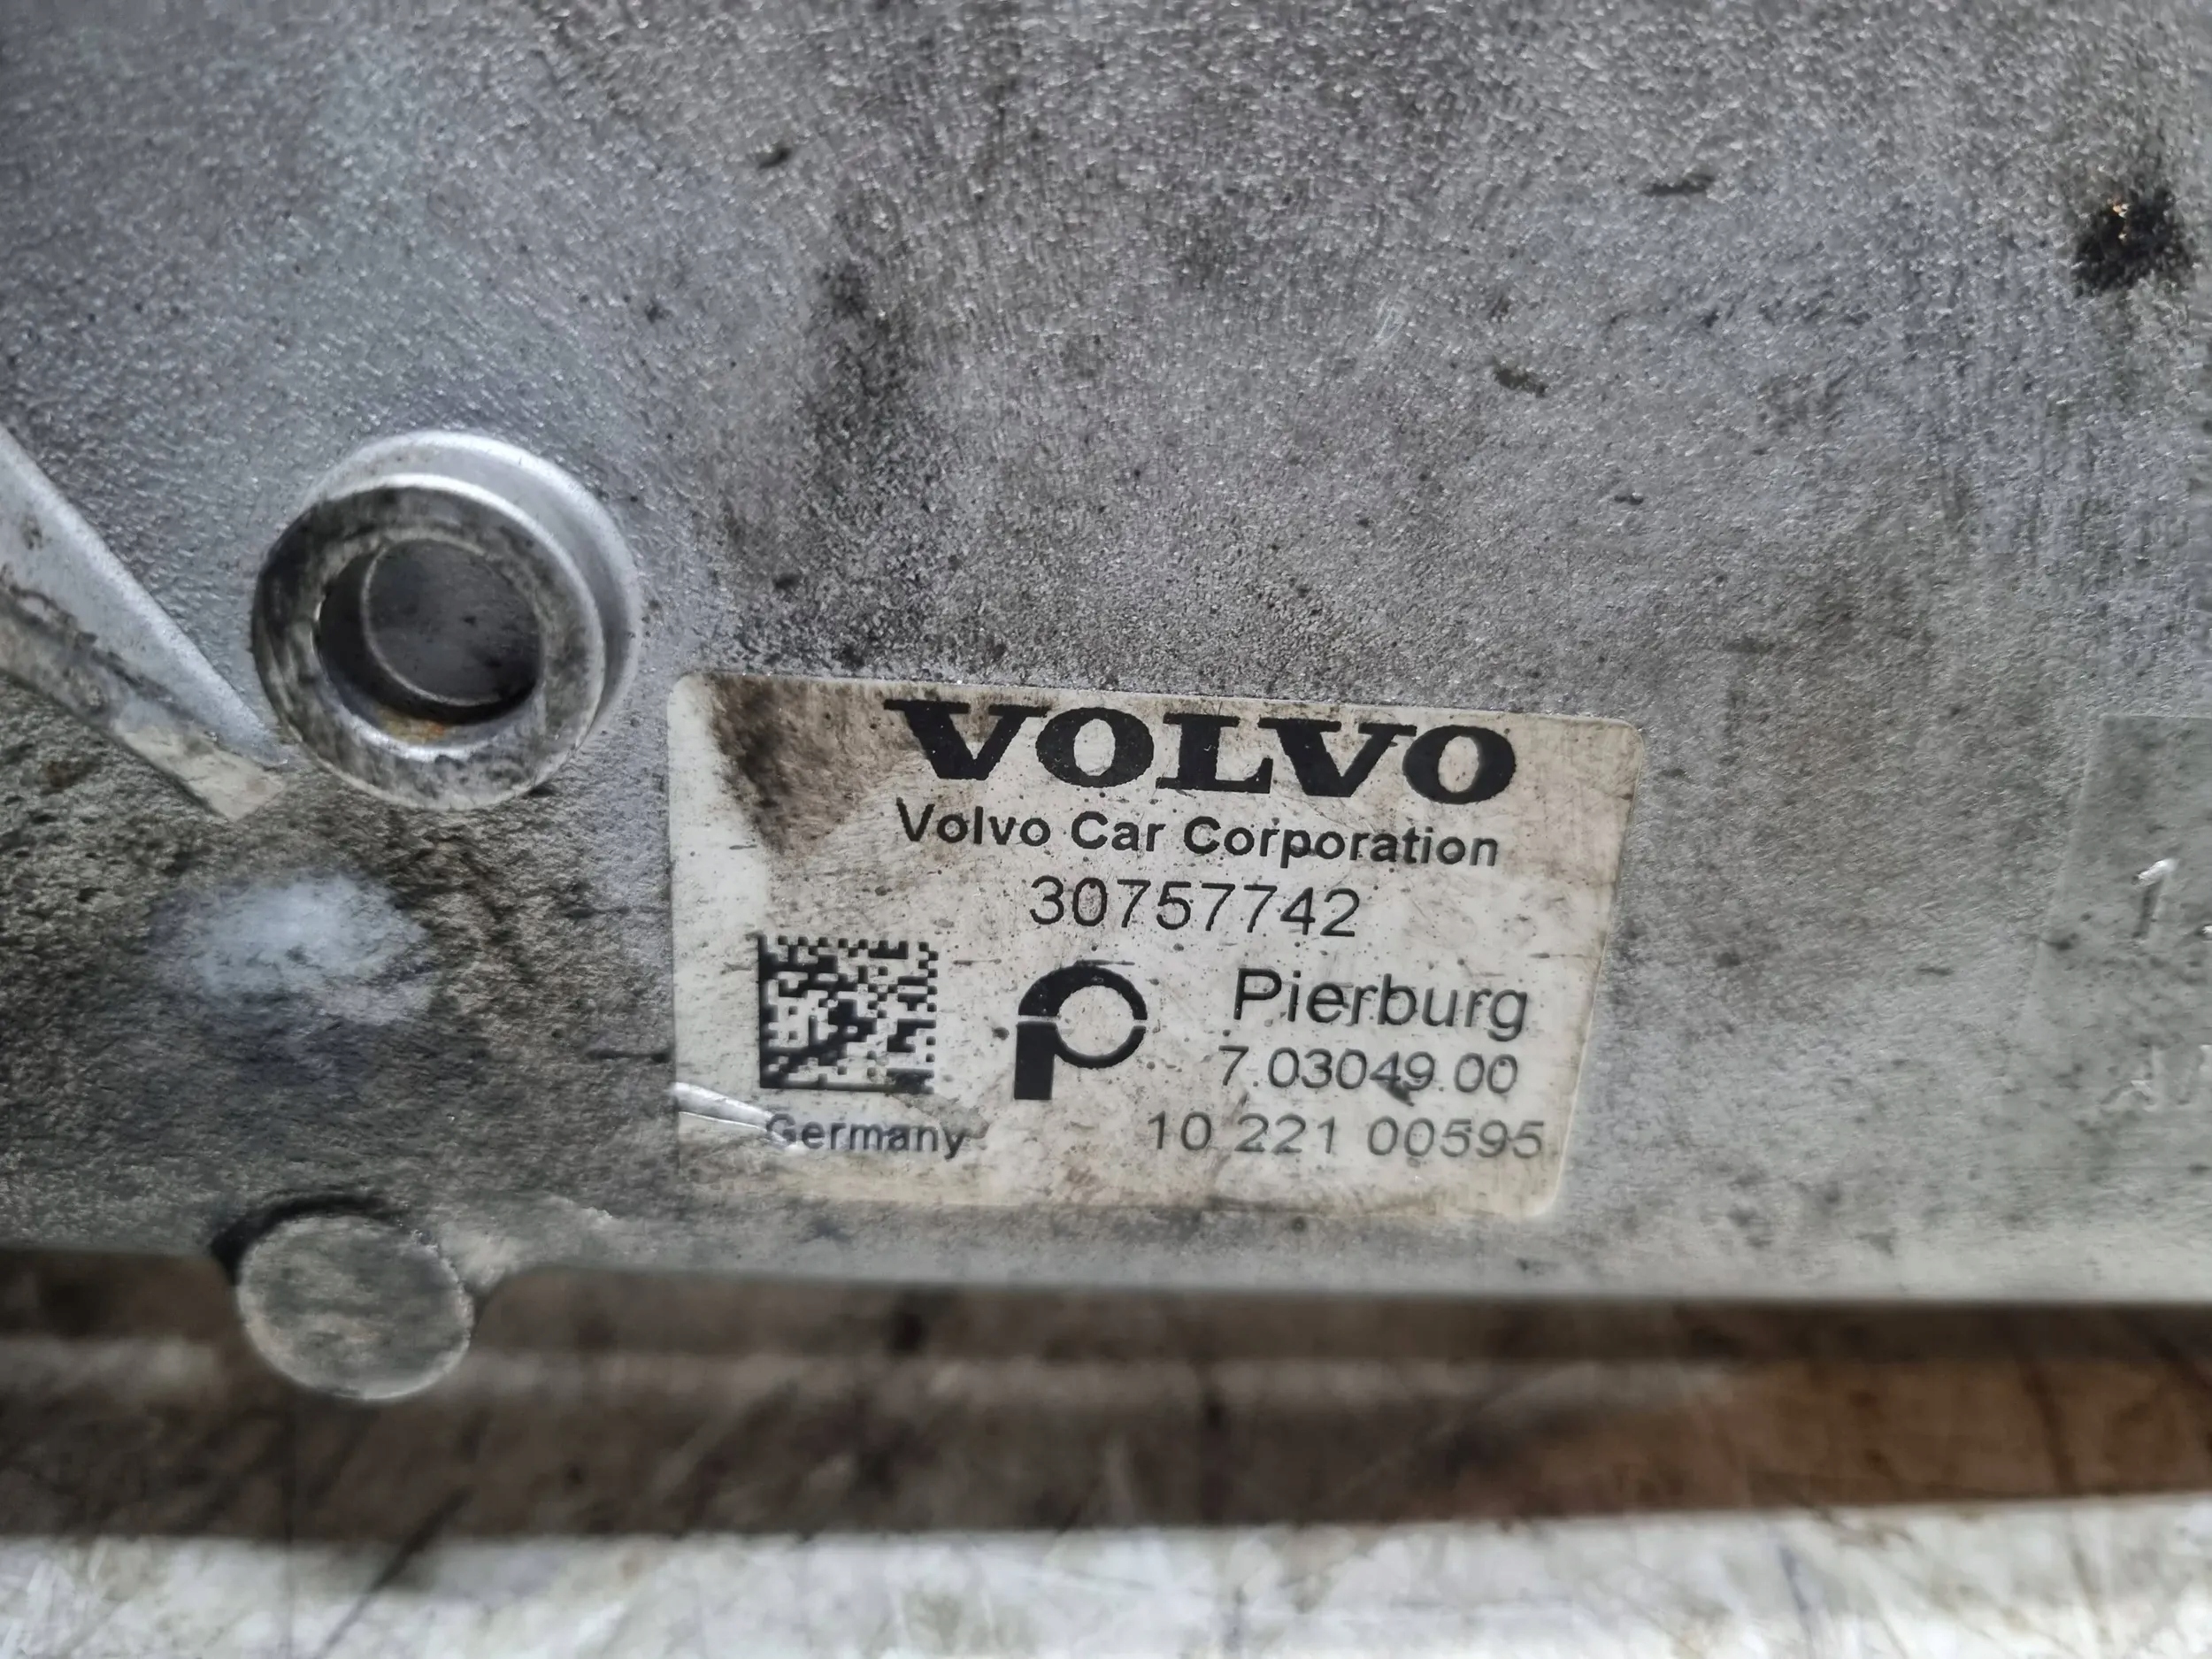 VOLVO
Volvo Car Corporation
30757742
Pierburg
7.03049.00
Germany 10 221 00595